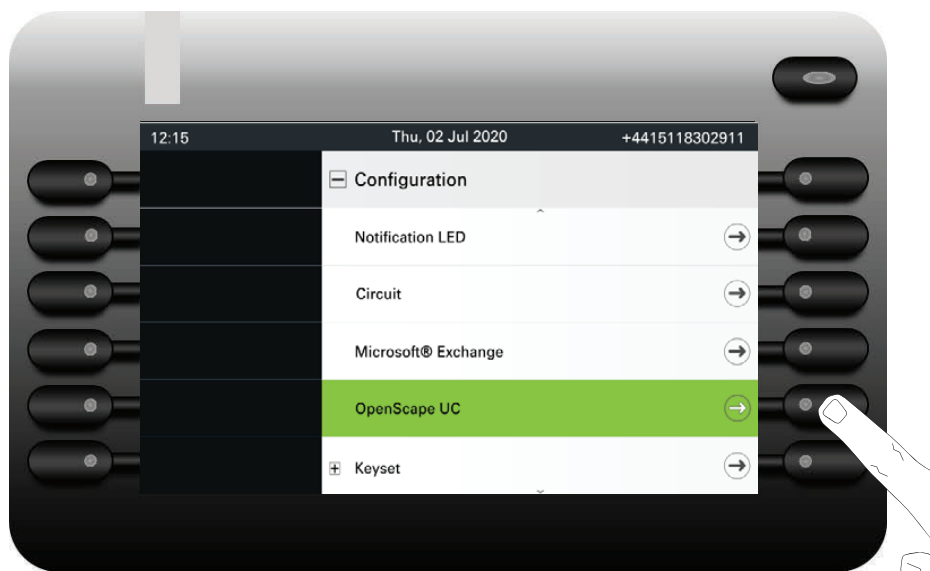 12:15 Thu, 02 Jul 2020 +4415118302911
Configuration
Notification LED
Circuit
Microsoft® Exchange
OpenScape UC
Keyset